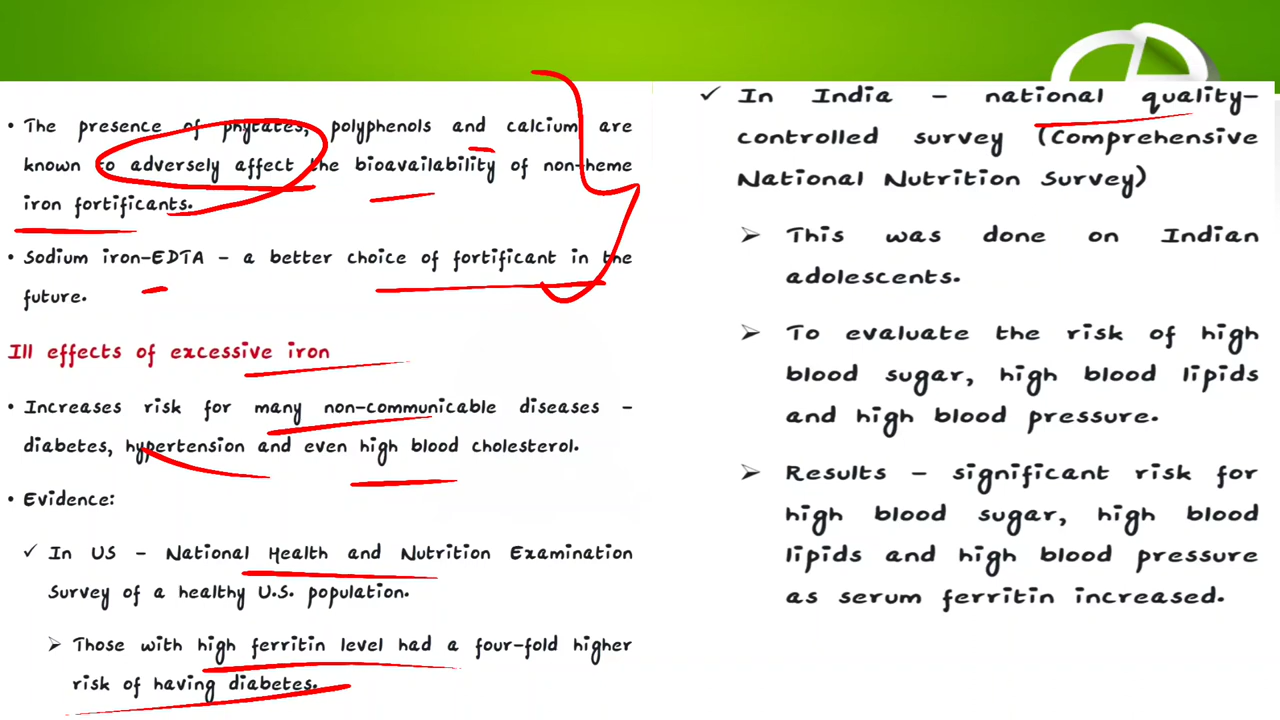 • The presence of phytates, polyphenols and calcium are
known to adversely affect the bioavailability of non-heme
iron fortificants.
• Sodium iron-EDTA - a better choice of fortificant in the
future.
Ill effects of excessive iron
• Increases risk for many non-communicable diseases -
diabetes, hypertension and even high blood cholesterol.
• Evidence:
✓ In US - National Health and Nutrition Examination
Survey of a healthy U.S. population.
➢ Those with high ferritin level had a four-fold higher
risk of having diabetes.
✓ In India - national quality-
controlled survey (Comprehensive
National Nutrition Survey)
➢ This was done on Indian
adolescents.
➢ To evaluate the risk of high
blood sugar, high blood lipids
and high blood pressure.
➢ Results - significant risk for
high blood sugar, high blood
lipids and high blood pressure
as serum ferritin increased.